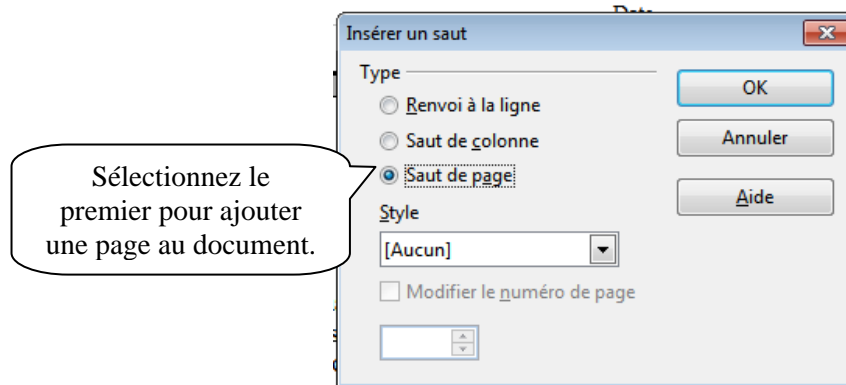 Insérer un saut
Type
Renvoi à la ligne
Saut de colonne
Saut de page
Style
[Aucun]
Modifier le numéro de page
OK
Annuler
Aide
Sélectionnez le
premier pour ajouter
une page au document.